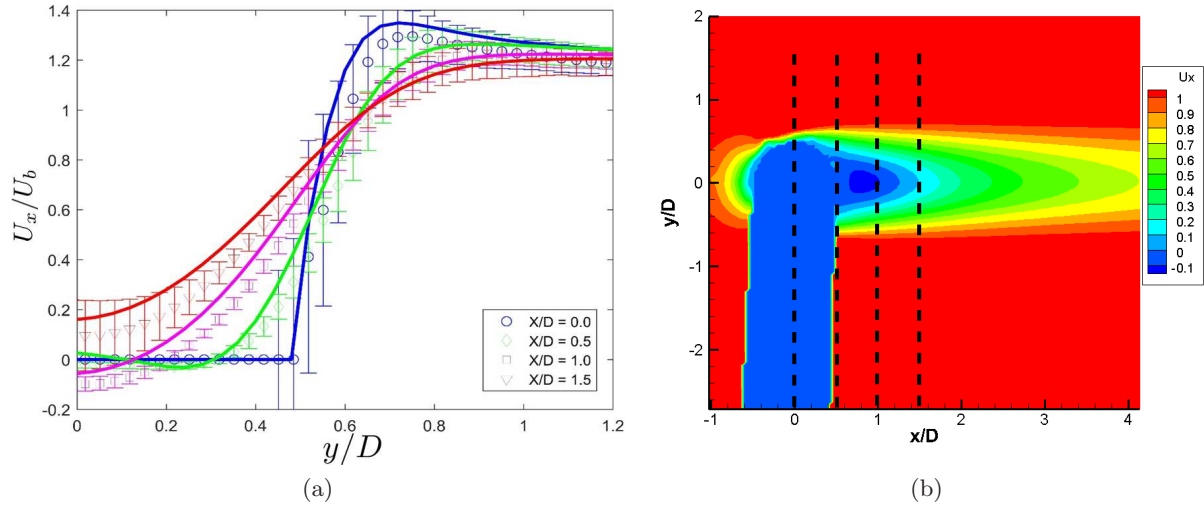 1.4
1.2
1
0.8
0.6
0.4
0.2
0
-0.2
U_x/U_b
0 0.2 0.4 0.6 0.8 1 1.2
y/D
X/D = 0.0
X/D = 0.5
X/D = 1.0
X/D = 1.5
(a)
2
1
0
-1
-2
y/D
-1 0 1 2 3 4
x/D
Ux
1
0.9
0.8
0.7
0.6
0.5
0.4
0.3
0.2
0.1
0
-0.1
(b)